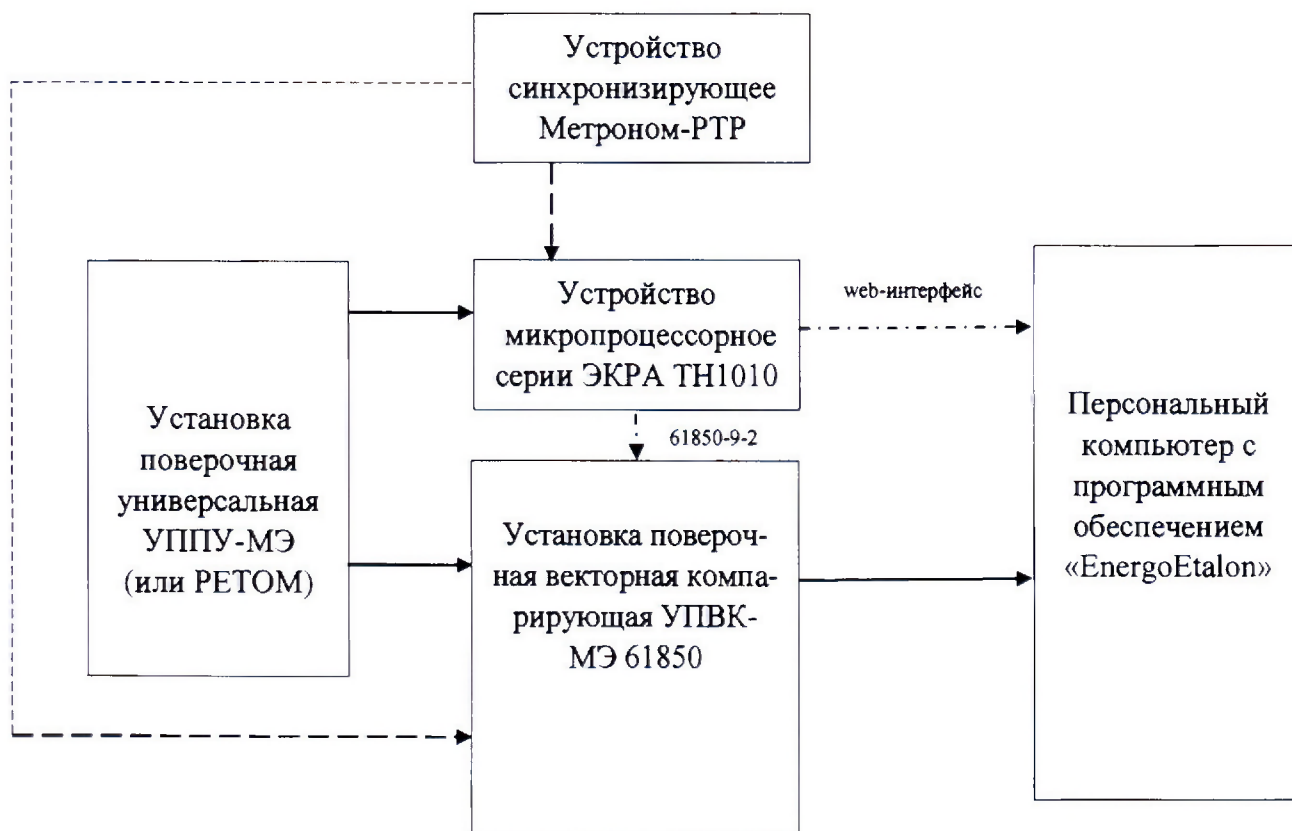 Устройство
синхронизирующее
Метроном-РТР
Устройство
микропроцессорное
серии ЭКРА ТН1010
web-интерфейс
61850-9-2
Установка
поверочная
универсальная
УППУ-МЭ
(или РЕТОМ)
Установка повероч-
ная векторная компа-
рирующая УПВК-
МЭ 61850
Персональный
компьютер с
программным
обеспечением
«EnergoEtalon»